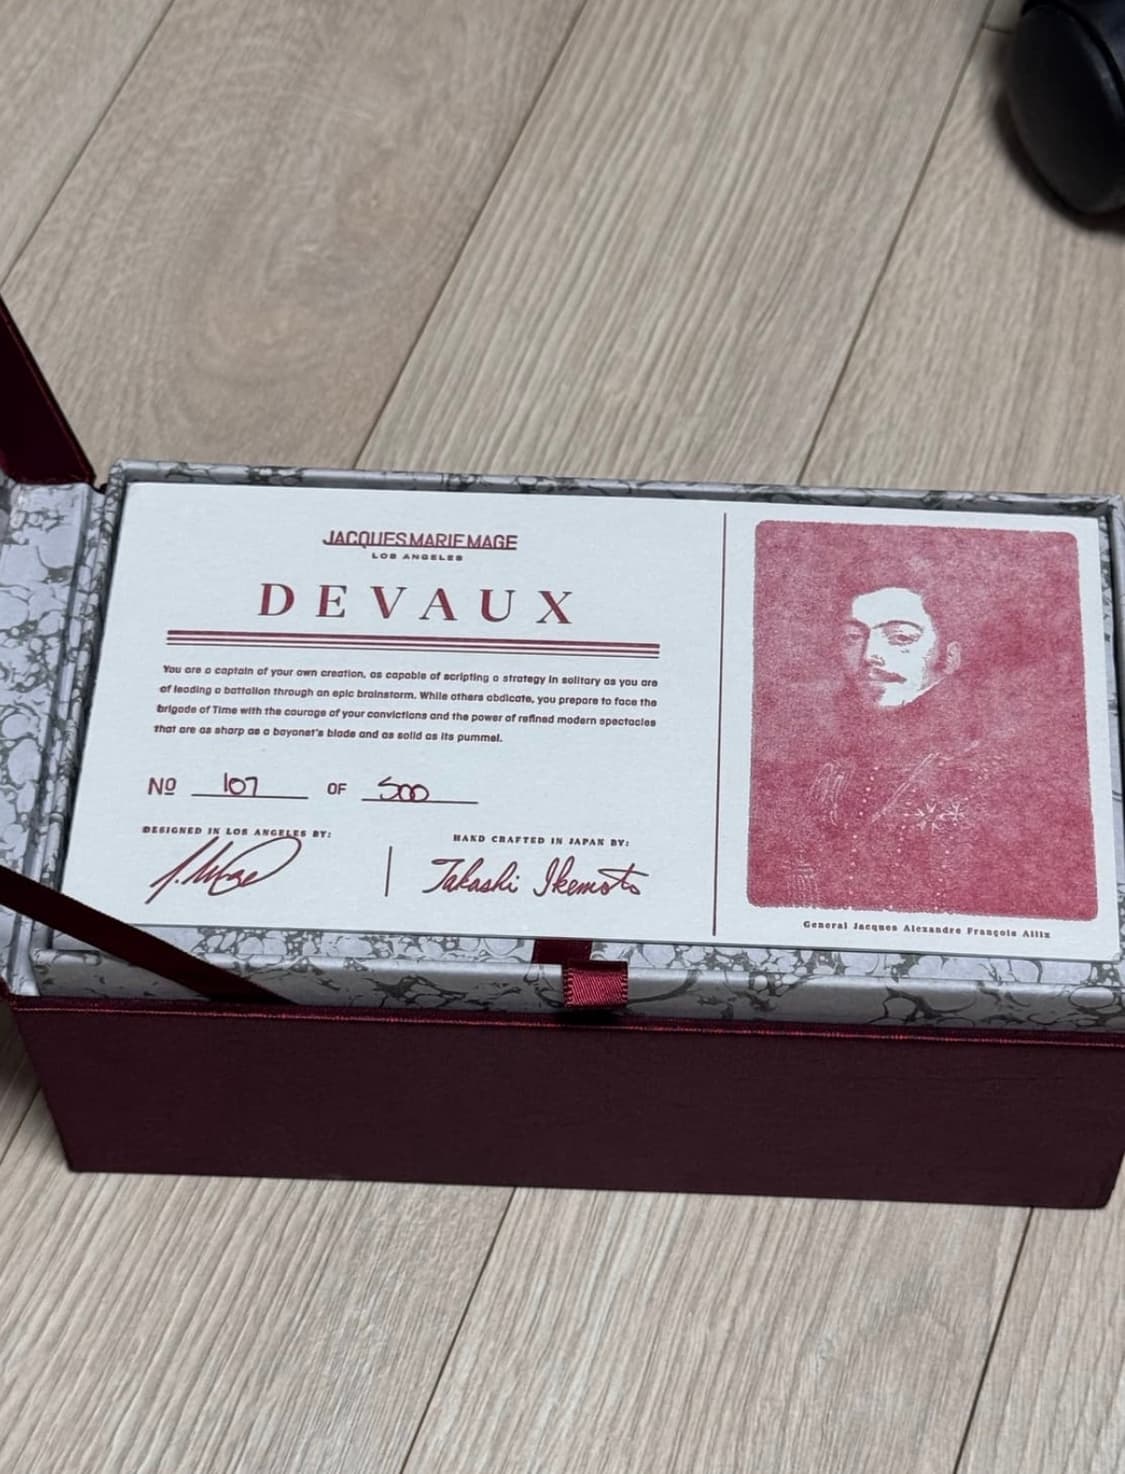 JACQUES MARIE MAGE
LOS ANGELES
DEVAUX
You are a captain of your own creation, as capable of scripting a strategy in solitary as you are
of leading a battalion through an epic brainstorm. While others abdicate, you prepare to face the
brigade of Time with the courage of your convictions and the power of refined modern spectacles
that are as sharp as a bayonet's blade and as solid as its pummel.
Nº 107 OF 500
DESIGNED IN LOS ANGELES BY:
J. Mage
HAND CRAFTED IN JAPAN BY:
Takashi Ikemoto
General Jacques Alexandre François Allix